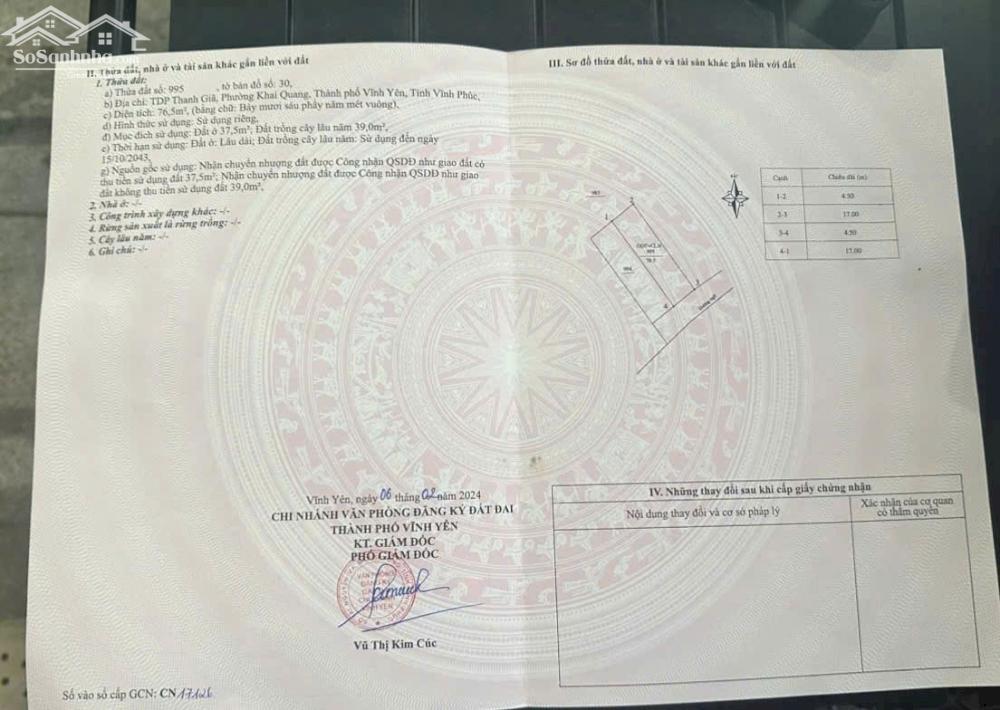 SoSanhnha
II. Thửa đất, nhà ở và tài sản khác gắn liền với đất
1. Thửa đất:
a) Thửa đất số: 995 , tờ bản đồ số: 30,
b) Địa chỉ: TDP Thanh Giã, Phường Khai Quang, Thành phố Vĩnh Yên, Tỉnh Vĩnh Phúc,
c) Diện tích: 76,5m², (bằng chữ: Bảy mươi sáu phẩy năm mét vuông),
d) Hình thức sử dụng: Sử dụng riêng,
đ) Mục đích sử dụng: Đất ở 37,5m²; Đất trồng cây lâu năm 39,0m²,
e) Thời hạn sử dụng: Đất ở: Lâu dài; Đất trồng cây lâu năm: Sử dụng đến ngày
15/10/2043,
g) Nguồn gốc sử dụng: Nhận chuyển nhượng đất được Công nhận QSDĐ như giao đất có
thu tiền sử dụng đất 37,5m²; Nhận chuyển nhượng đất được Công nhận QSDĐ như giao
đất không thu tiền sử dụng đất 39,0m²,
2. Nhà ở: -/-
3. Công trình xây dựng khác: -/-
4. Rừng sản xuất là rừng trồng: -/-
5. Cây lâu năm: -/-
6. Ghi chú: -/-
Vĩnh Yên, ngày 06 tháng 02 năm 2024
CHI NHÁNH VĂN PHÒNG ĐĂNG KÝ ĐẤT ĐAI
THÀNH PHỐ VĨNH YÊN
KT. GIÁM ĐỐC
PHÓ GIÁM ĐỐC
Vũ Thị Kim Cúc
Số vào sổ cấp GCN: CN 17126
III. Sơ đồ thửa đất, nhà ở và tài sản khác gắn liền với đất
Cạnh Chiều dài (m)
1-2 4.50
2-3 17.00
3-4 4.50
4-1 17.00
1
2
3
4
IV. Những thay đổi sau khi cấp giấy chứng nhận
Nội dung thay đổi và cơ sở pháp lý
Xác nhận của cơ quan
có thẩm quyền